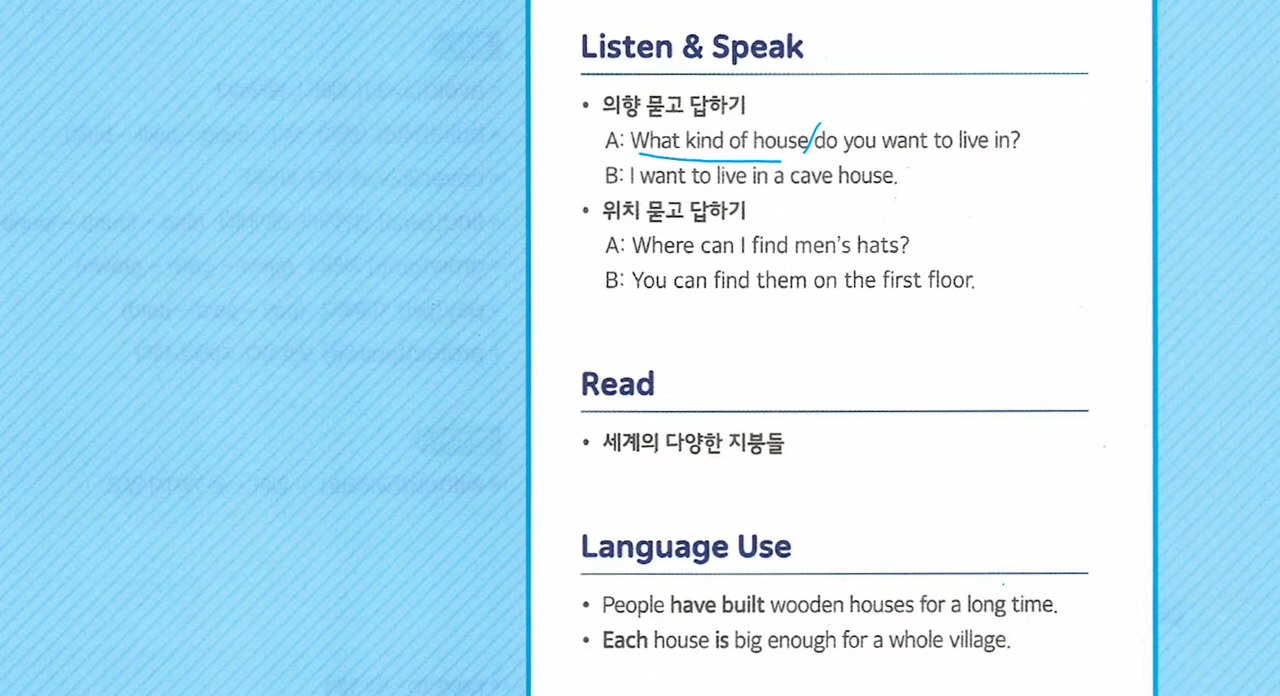 Listen & Speak
• 의향 묻고 답하기
A: What kind of house do you want to live in?
B: I want to live in a cave house.
• 위치 묻고 답하기
A: Where can I find men's hats?
B: You can find them on the first floor.
Read
• 세계의 다양한 지붕들
Language Use
• People have built wooden houses for a long time.
• Each house is big enough for a whole village.